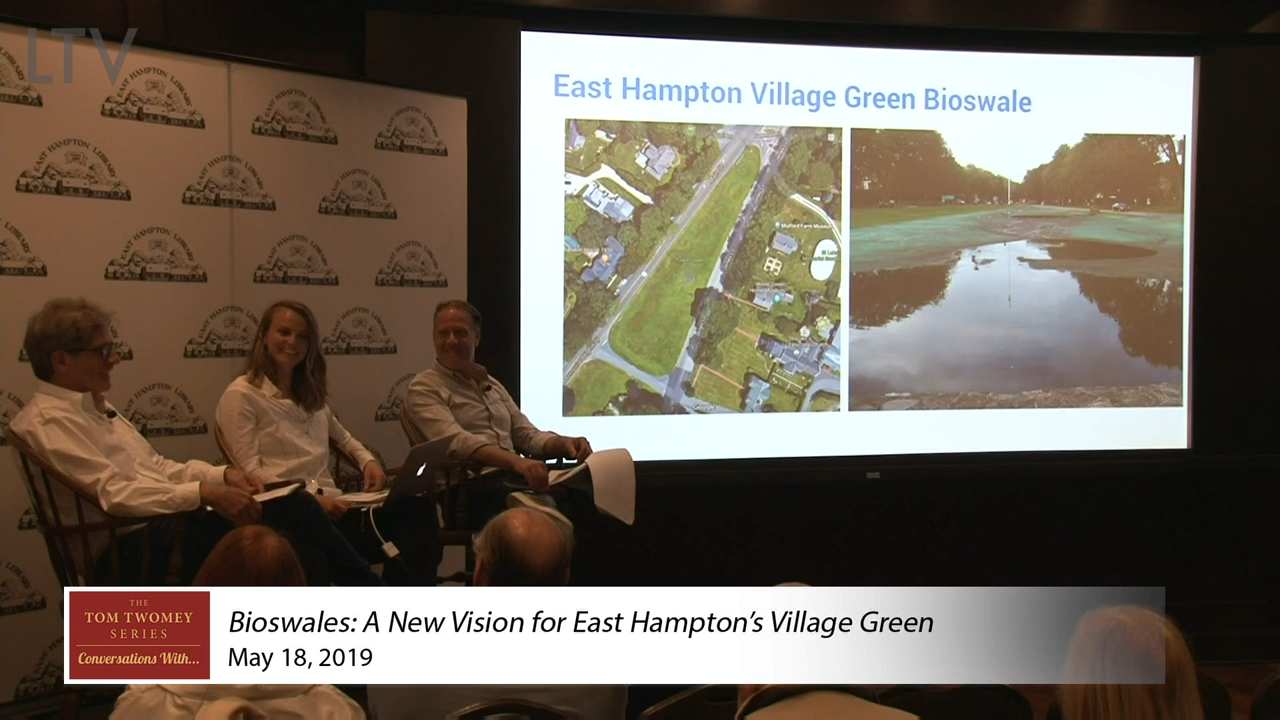 LTV
EAST HAMPTON LIBRARY
East Hampton Village Green Bioswale
THE
TOM TWOMEY
SERIES
Conversations With...
Bioswales: A New Vision for East Hampton's Village Green
May 18, 2019